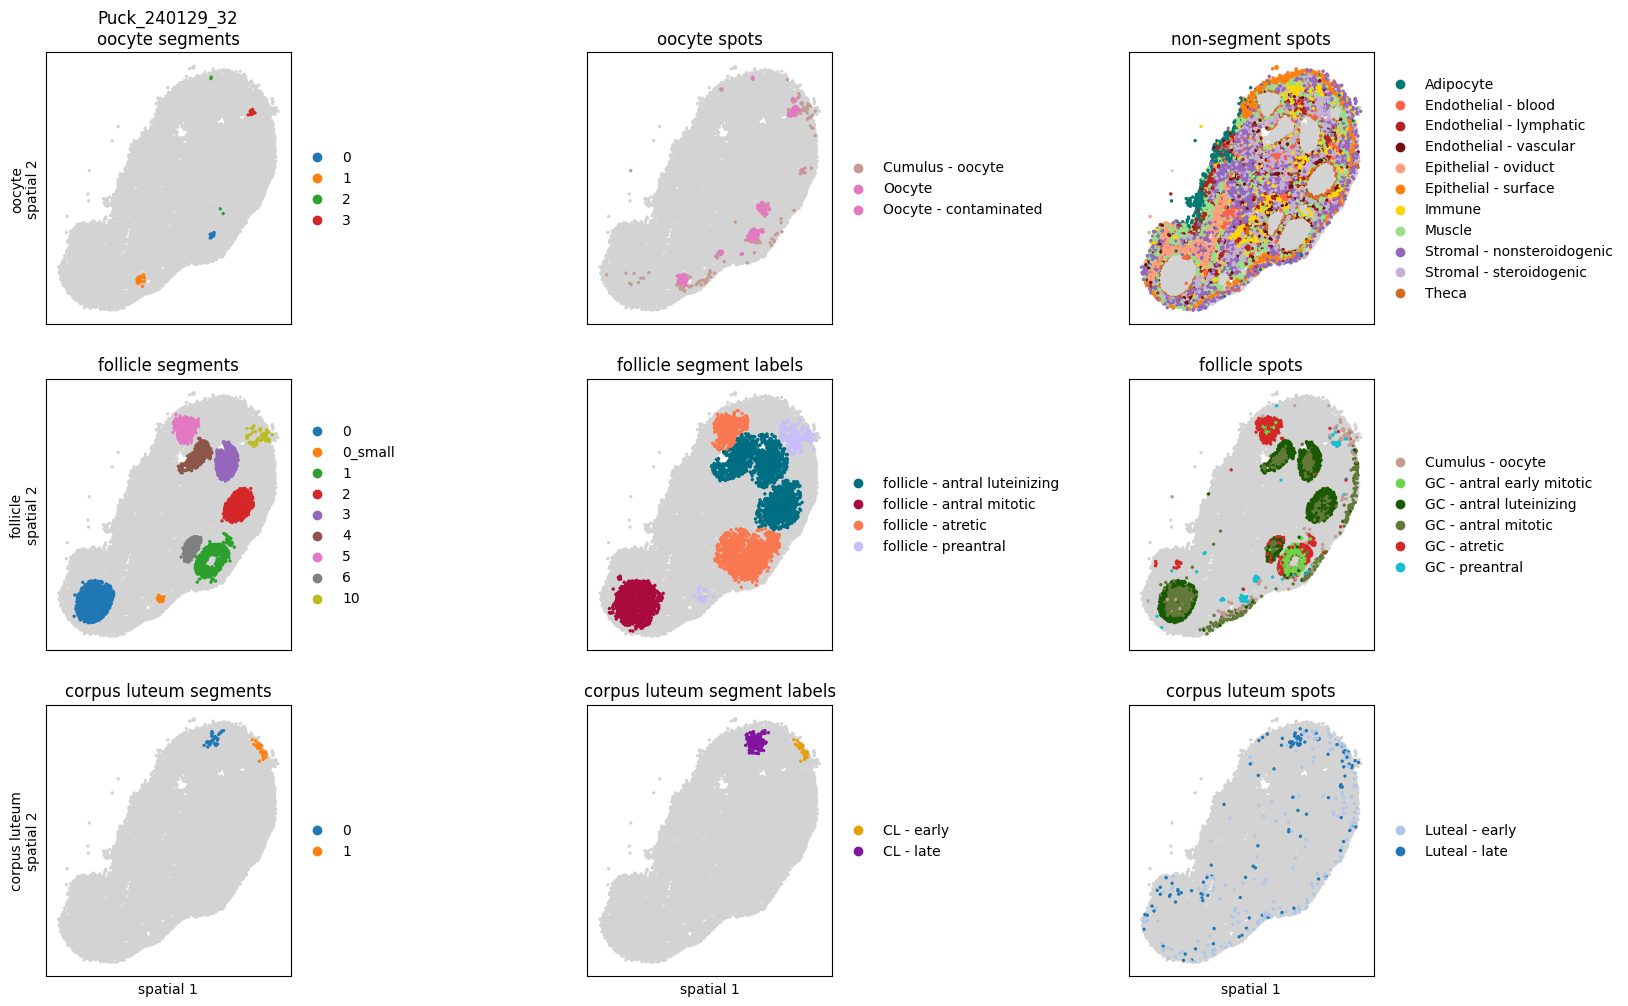 Puck_240129_32
oocyte segments
oocyte spots
non-segment spots
oocyte
spatial 2
0
1
2
3
Cumulus - oocyte
Oocyte
Oocyte - contaminated
Adipocyte
Endothelial - blood
Endothelial - lymphatic
Endothelial - vascular
Epithelial - oviduct
Epithelial - surface
Immune
Muscle
Stromal - nonsteroidogenic
Stromal - steroidogenic
Theca
follicle segments
follicle segment labels
follicle spots
follicle
spatial 2
0
0_small
1
2
3
4
5
6
10
follicle - antral luteinizing
follicle - antral mitotic
follicle - atretic
follicle - preantral
Cumulus - oocyte
GC - antral early mitotic
GC - antral luteinizing
GC - antral mitotic
GC - atretic
GC - preantral
corpus luteum segments
corpus luteum segment labels
corpus luteum spots
corpus luteum
spatial 2
0
1
CL - early
CL - late
Luteal - early
Luteal - late
spatial 1
spatial 1
spatial 1